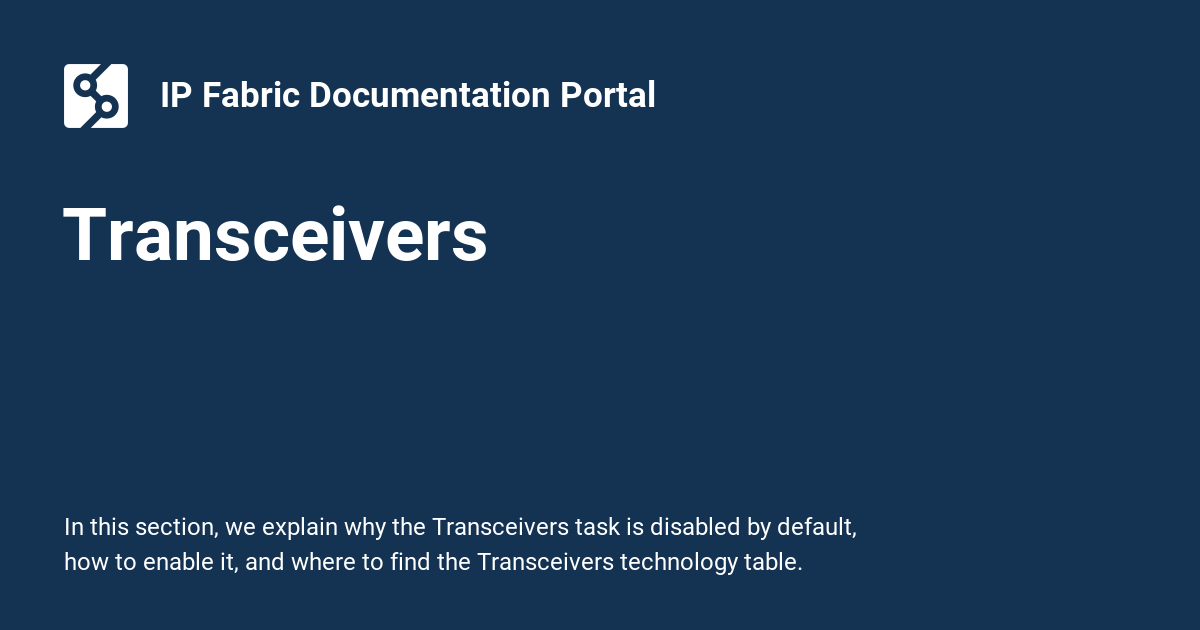 IP Fabric Documentation Portal
Transceivers
In this section, we explain why the Transceivers task is disabled by default,
how to enable it, and where to find the Transceivers technology table.